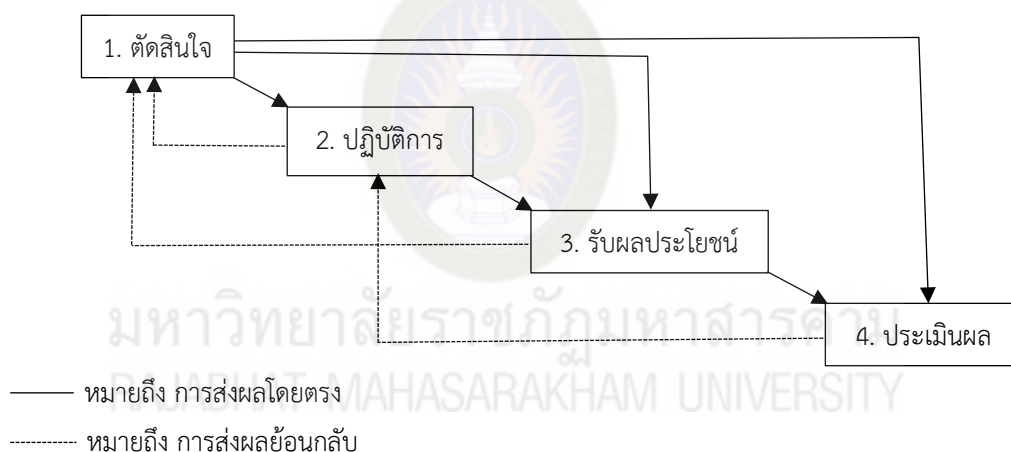 1. ตัดสินใจ
2. ปฏิบัติการ
3. รับผลประโยชน์
4. ประเมินผล
มหาวิทยาลัยราชภัฏมหาสารคาม
RAJABHAT MAHASARAKHAM UNIVERSITY
หมายถึง การส่งผลโดยตรง
หมายถึง การส่งผลย้อนกลับ